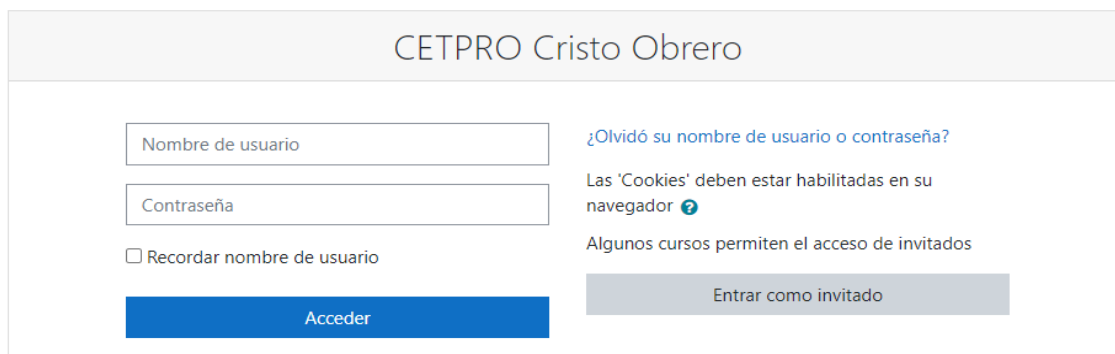 CETPRO Cristo Obrero
Nombre de usuario
Contraseña
Recordar nombre de usuario
Acceder
¿Olvidó su nombre de usuario o contraseña?
Las 'Cookies' deben estar habilitadas en su
navegador
Algunos cursos permiten el acceso de invitados
Entrar como invitado